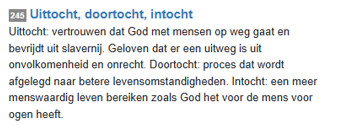 245 Uittocht, doortocht, intocht
Uittocht: vertrouwen dat God met mensen op weg gaat en
bevrijdt uit slavernij. Geloven dat er een uitweg is uit
onvolkomenheid en onrecht. Doortocht: proces dat wordt
afgelegd naar betere levensomstandigheden. Intocht: een meer
menswaardig leven bereiken zoals God het voor de mens voor
ogen heeft.